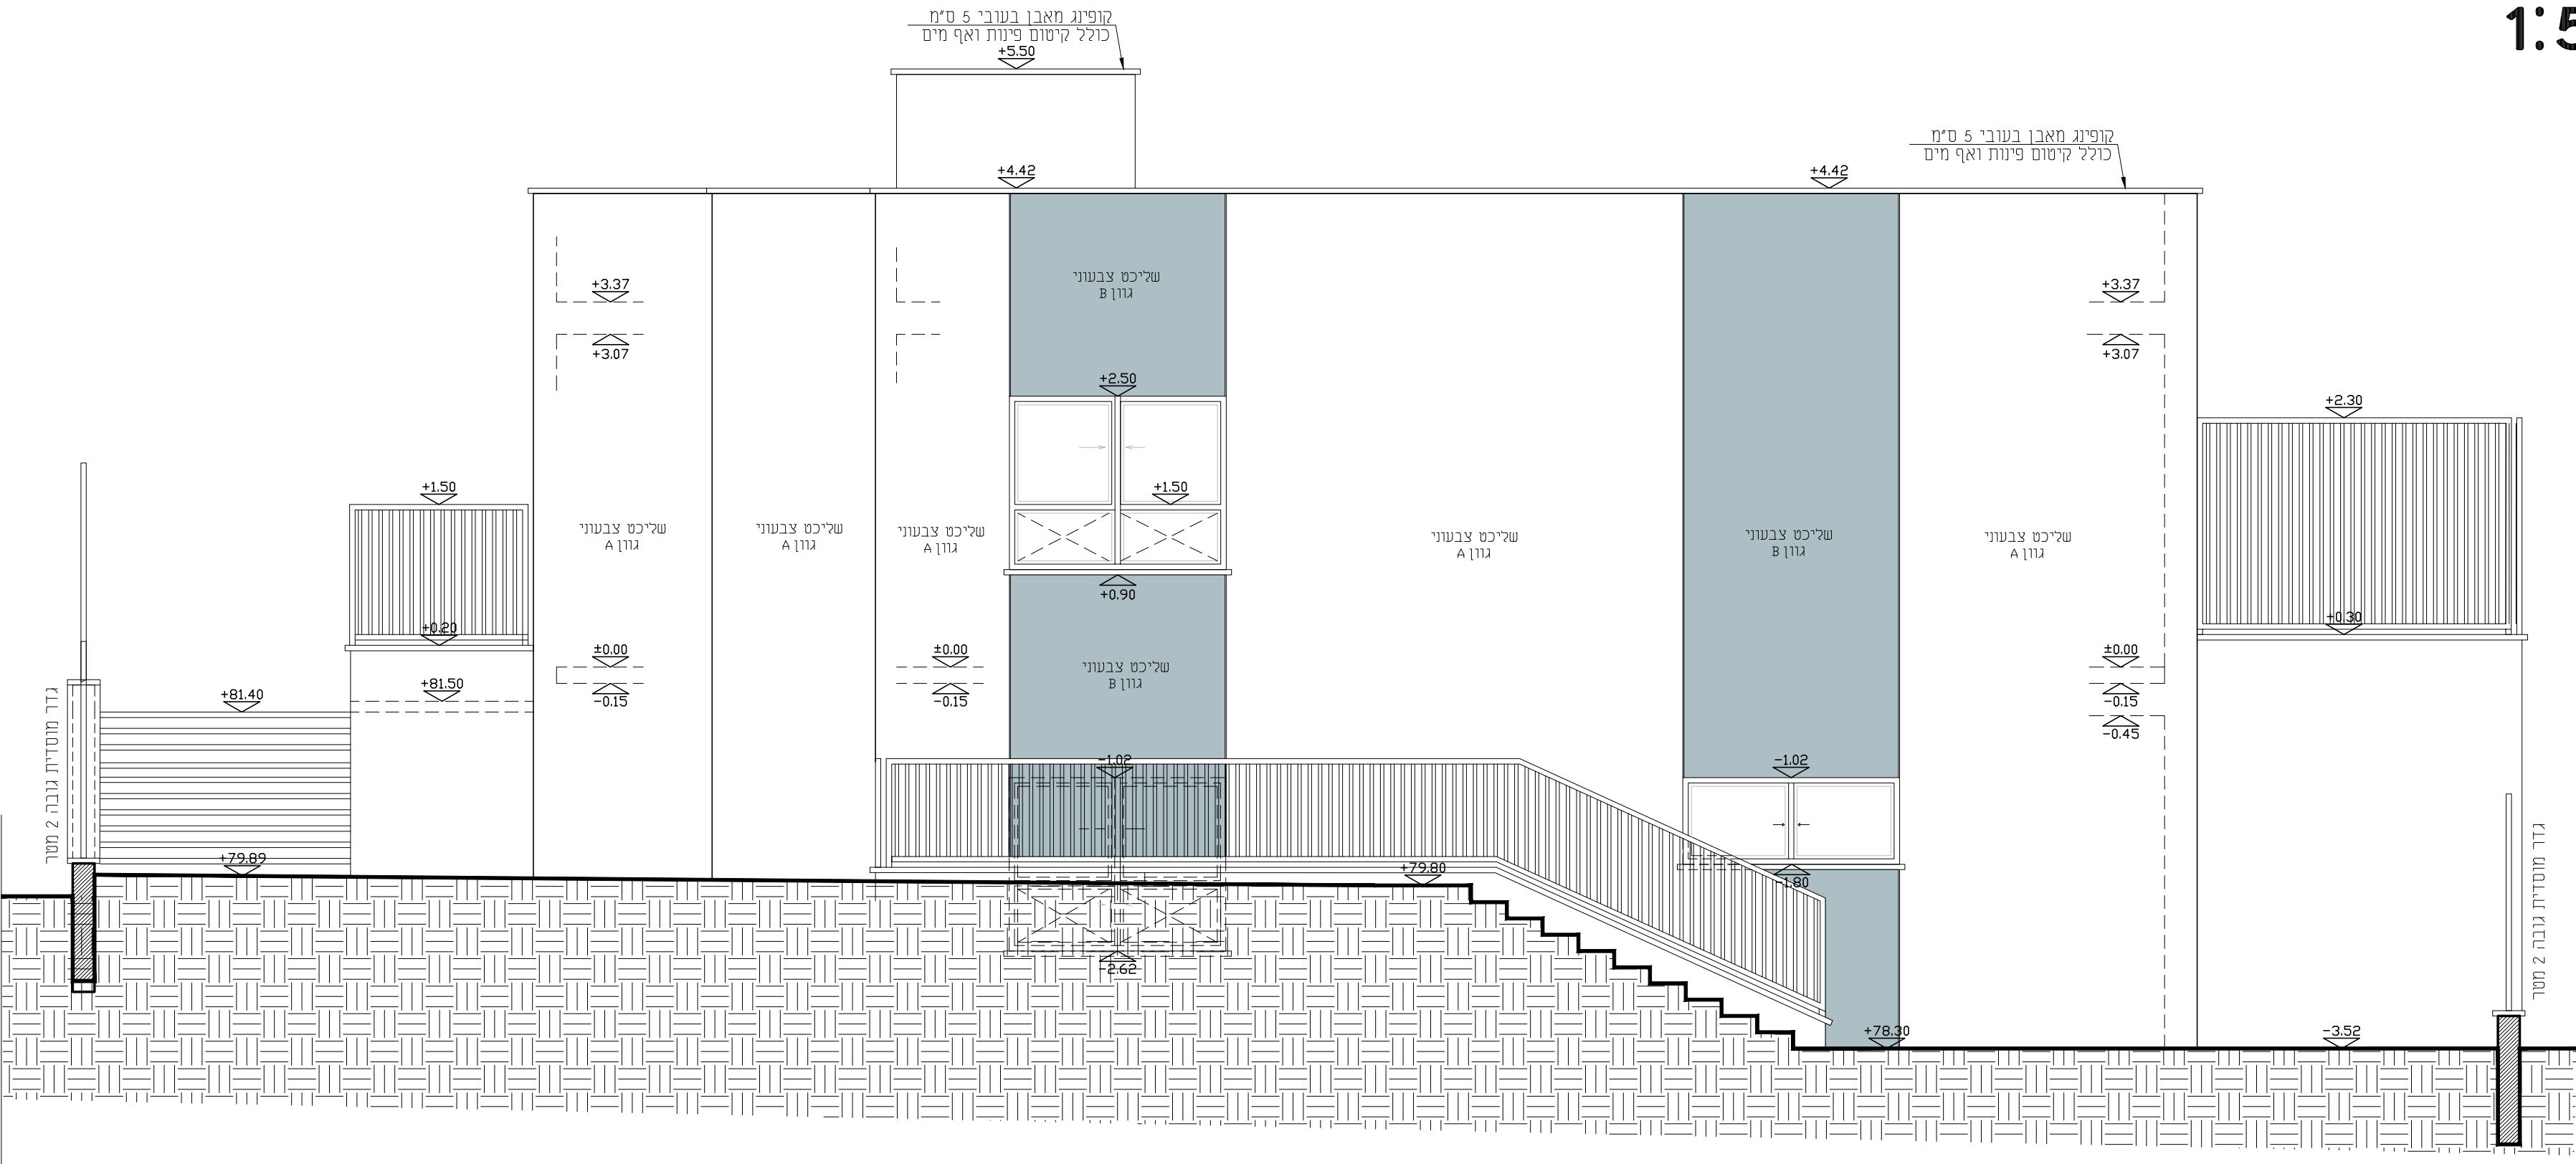 1:5
קופינג מאבן בעובי 5 ס"מ
כולל קיטום פינות ואף מים
+5.50
קופינג מאבן בעובי 5 ס"מ
כולל קיטום פינות ואף מים
+4.42
+4.42
שליכט צבעוני
גוון B
+3.37
+3.37
+3.07
+3.07
+2.50
+2.30
+1.50
+1.50
שליכט צבעוני
גוון A
שליכט צבעוני
גוון A
שליכט צבעוני
גוון A
שליכט צבעוני
גוון A
שליכט צבעוני
גוון B
שליכט צבעוני
גוון A
+0.90
+0.20
+0.30
±0.00
±0.00
±0.00
שליכט צבעוני
גוון B
+81.40
+81.50
-0.15
-0.15
-0.15
-0.45
גדר מוסדית גובה 2 מטר
-1.02
-1.02
+79.89
+79.80
-1.80
גדר מוסדית גובה 2 מטר
-2.62
+78.30
-3.52